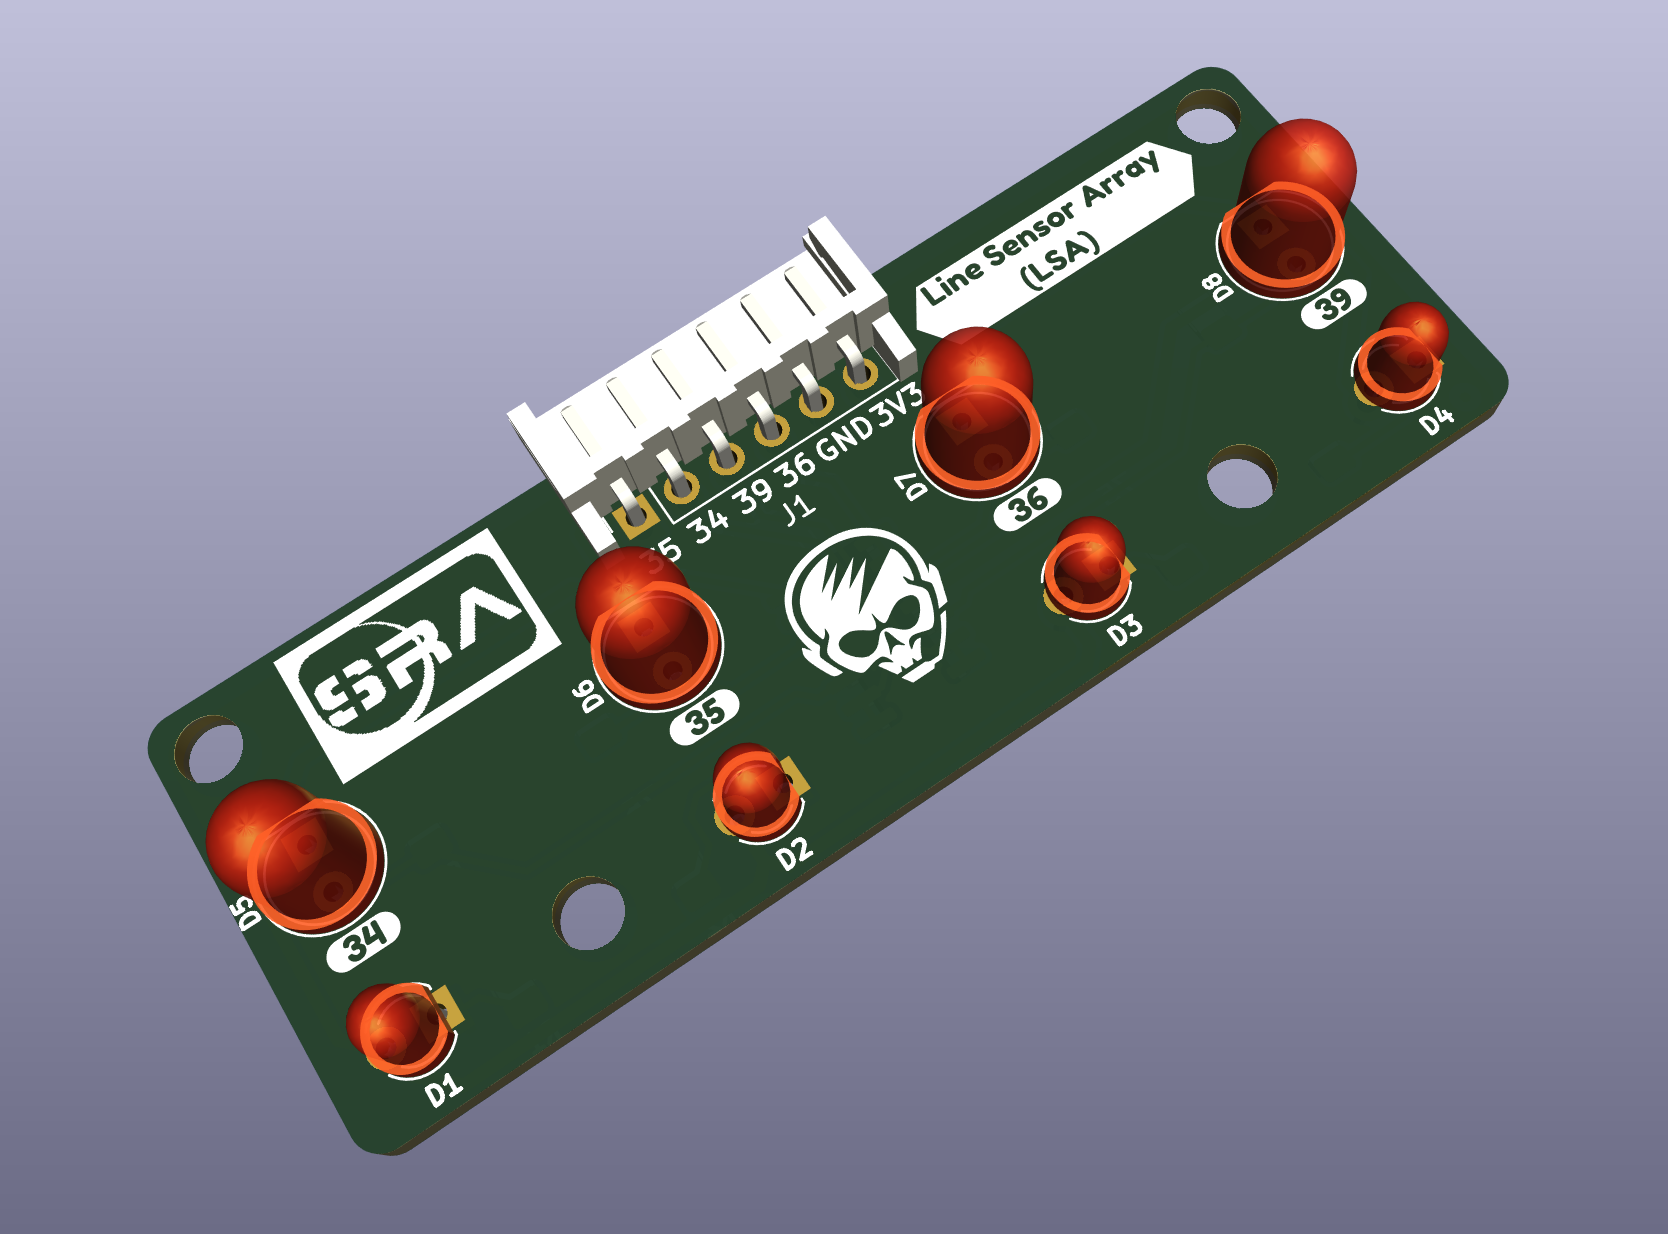 Line Sensor Array
(LSA)
D8
39
D4
35 34 39 36 GND 3V3
J1
D7
36
D3
SRA
D6
35
D2
D5
34
D1